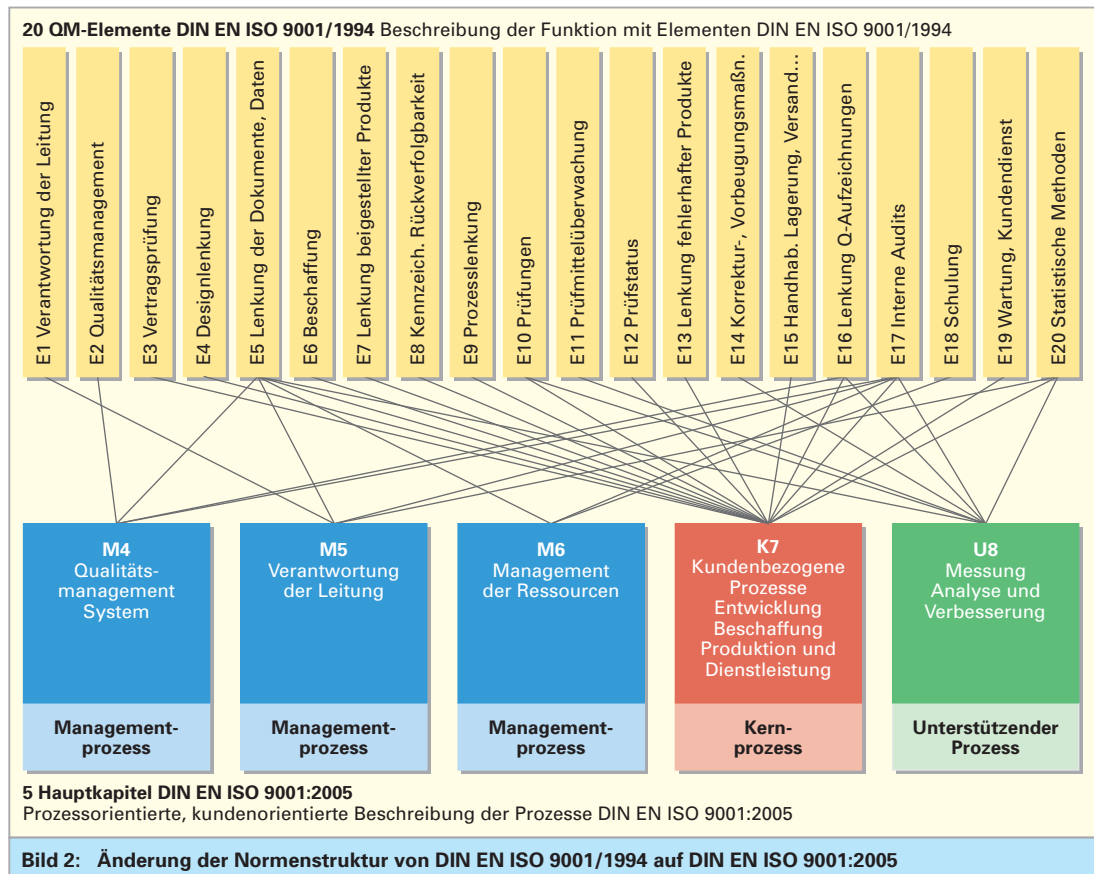 20 QM-Elemente DIN EN ISO 9001/1994 Beschreibung der Funktion mit Elementen DIN EN ISO 9001/1994
E1 Verantwortung der Leitung
E2 Qualitätsmanagement
E3 Vertragsprüfung
E4 Designlenkung
E5 Lenkung der Dokumente, Daten
E6 Beschaffung
E7 Lenkung beigestellter Produkte
E8 Kennzeich. Rückverfolgbarkeit
E9 Prozesslenkung
E10 Prüfungen
E11 Prüfmittelüberwachung
E12 Prüfstatus
E13 Lenkung fehlerhafter Produkte
E14 Korrektur-, Vorbeugungsmaßn.
E15 Handhab. Lagerung, Versand...
E16 Lenkung Q-Aufzeichnungen
E17 Interne Audits
E18 Schulung
E19 Wartung, Kundendienst
E20 Statistische Methoden
M4
Qualitäts-
management
System
Management-
prozess
M5
Verantwortung
der Leitung
Management-
prozess
M6
Management
der Ressourcen
Management-
prozess
K7
Kundenbezogene
Prozesse
Entwicklung
Beschaffung
Produktion und
Dienstleistung
Kern-
prozess
U8
Messung
Analyse und
Verbesserung
Unterstützender
Prozess
5 Hauptkapitel DIN EN ISO 9001:2005
Prozessorientierte, kundenorientierte Beschreibung der Prozesse DIN EN ISO 9001:2005
Bild 2: Änderung der Normenstruktur von DIN EN ISO 9001/1994 auf DIN EN ISO 9001:2005